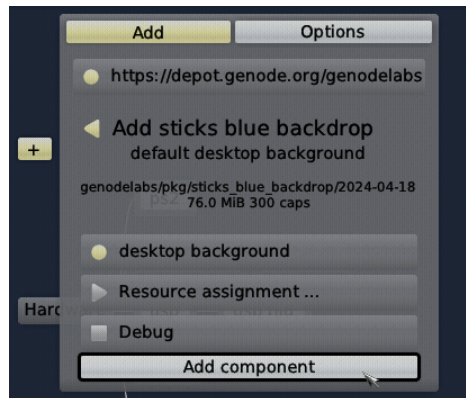 Add
Options
https://depot.genode.org/genodelabs
Add sticks blue backdrop
+
default desktop background
genodelabs/pkg/sticks_blue_backdrop/2024-04-18
ps2
76.0 MiB 300 caps
desktop background
Resource assignment ...
Hard
Debug
Add component